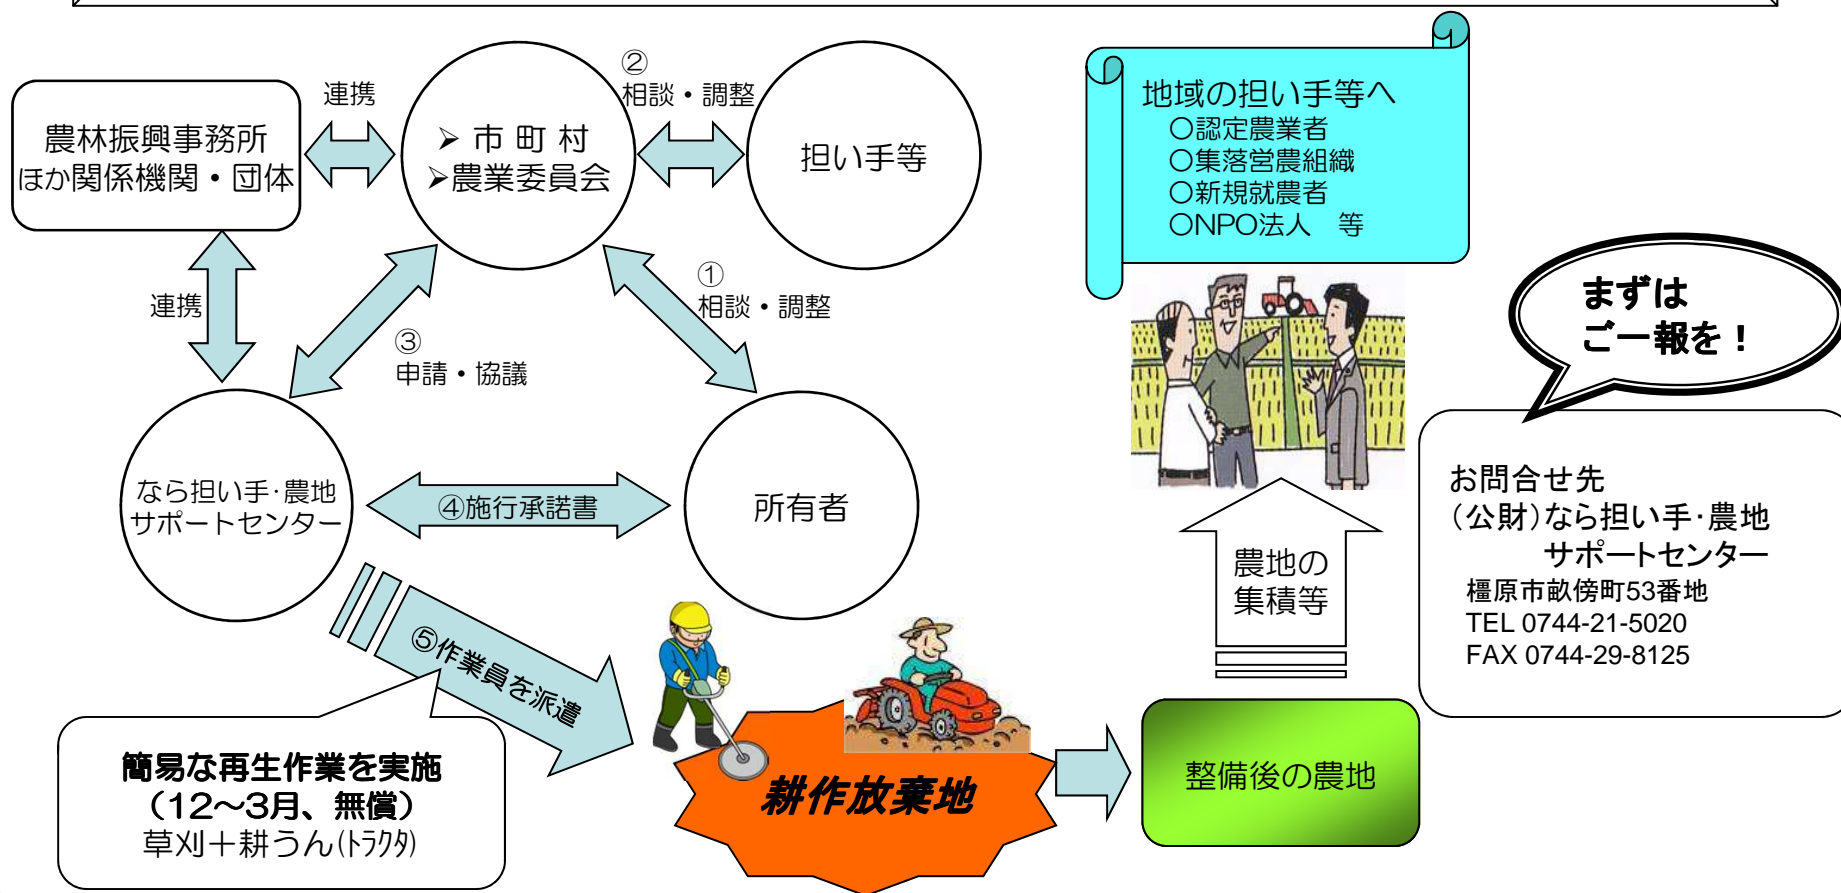 連携
②
相談・調整
農林振興事務所
ほか関係機関・団体
➢ 市 町 村
➢農業委員会
担い手等
連携
①
相談・調整
③
申請・協議
なら担い手・農地
サポートセンター
④施行承諾書
所有者
⑤作業員を派遣
簡易な再生作業を実施
（12～3月、無償）
草刈＋耕うん(ﾄﾗｸﾀ)
耕作放棄地
整備後の農地
農地の
集積等
地域の担い手等へ
〇認定農業者
〇集落営農組織
〇新規就農者
〇NPO法人　等
まずは
ご一報を！
お問合せ先
（公財）なら担い手・農地
サポートセンター
橿原市畝傍町53番地
TEL 0744-21-5020
FAX 0744-29-8125